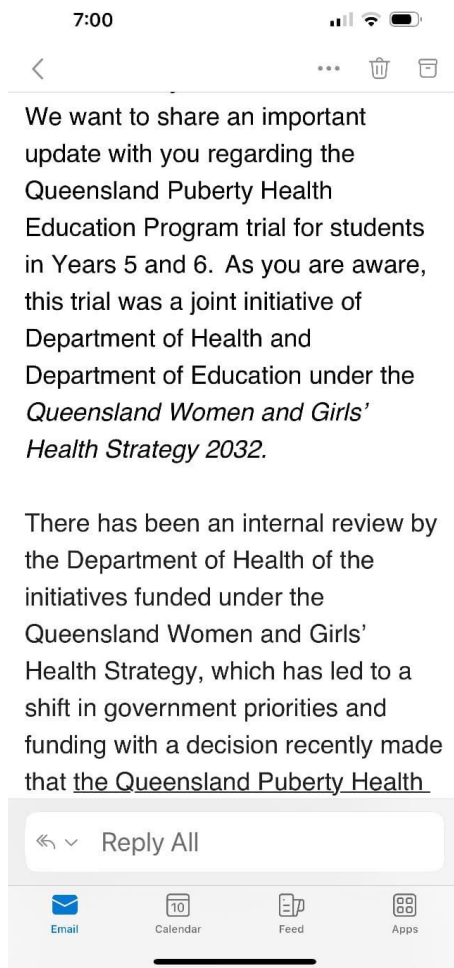 7:00
We want to share an important
update with you regarding the
Queensland Puberty Health
Education Program trial for students
in Years 5 and 6.  As you are aware,
this trial was a joint initiative of
Department of Health and
Department of Education under the
Queensland Women and Girls’
Health Strategy 2032.
There has been an internal review by
the Department of Health of the
initiatives funded under the
Queensland Women and Girls’
Health Strategy, which has led to a
shift in government priorities and
funding with a decision recently made
that the Queensland Puberty Health
Reply All
10
Email
Calendar
Feed
Apps